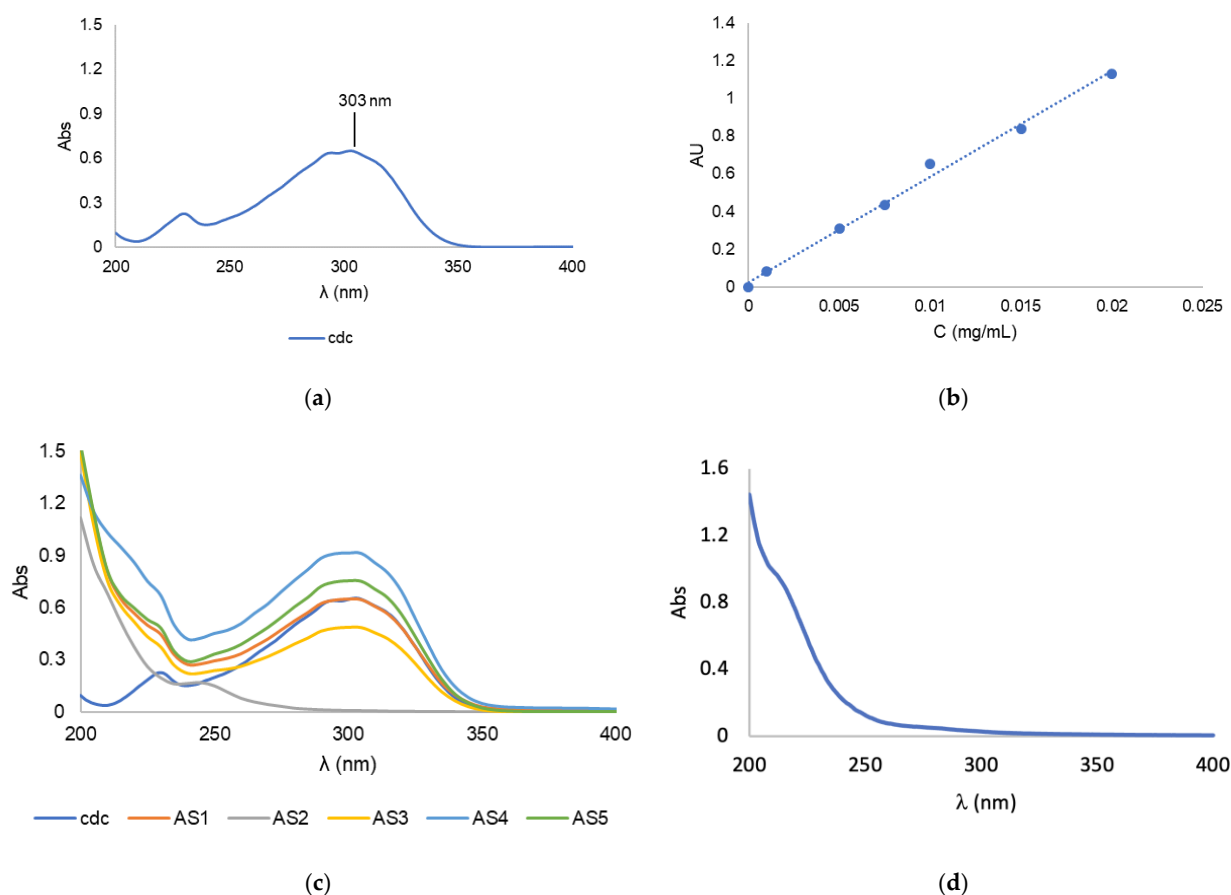 1.5
1.2
0.9
0.6
0.3
0
Abs
303 nm
200 250 300 350 400
λ (nm)
cdc
(a)
1.4
1.2
1
0.8
0.6
0.4
0.2
0
AU
0 0.005 0.01 0.015 0.02 0.025
C (mg/mL)
(b)
1.5
1.2
0.9
0.6
0.3
0
Abs
200 250 300 350 400
λ (nm)
cdc AS1 AS2 AS3 AS4 AS5
(c)
1.6
1.2
0.8
0.4
0
Abs
200 250 300 350 400
λ (nm)
(d)